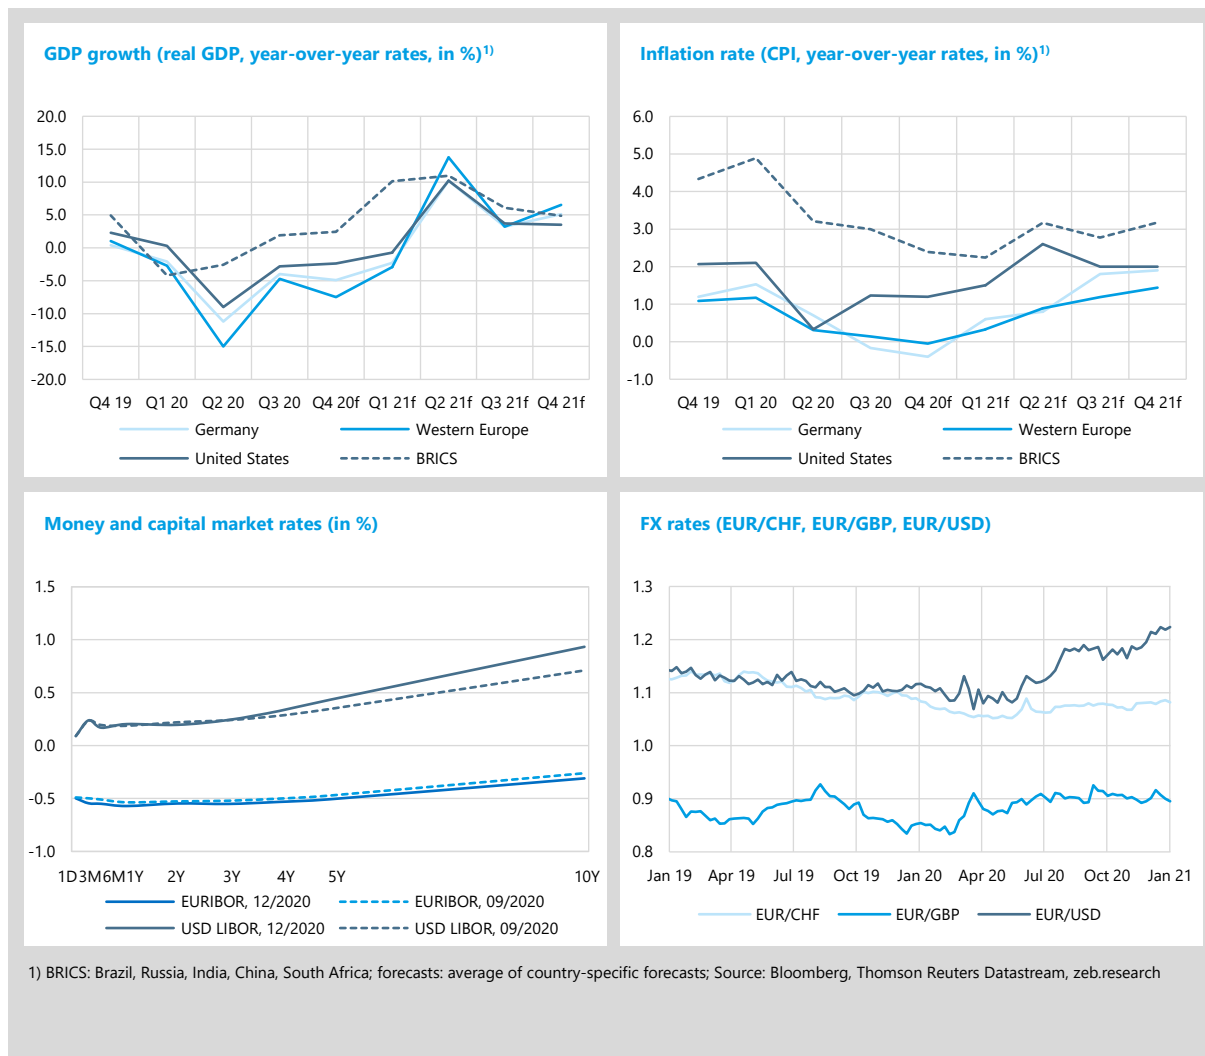 GDP growth (real GDP, year-over-year rates, in %)1)
20.0
15.0
10.0
5.0
0.0
-5.0
-10.0
-15.0
-20.0
Q4 19 Q1 20 Q2 20 Q3 20 Q4 20f Q1 21f Q2 21f Q3 21f Q4 21f
Germany Western Europe
United States BRICS
Inflation rate (CPI, year-over-year rates, in %)1)
6.0
5.0
4.0
3.0
2.0
1.0
0.0
-1.0
Q4 19 Q1 20 Q2 20 Q3 20 Q4 20f Q1 21f Q2 21f Q3 21f Q4 21f
Germany Western Europe
United States BRICS
Money and capital market rates (in %)
1.5
1.0
0.5
0.0
-0.5
-1.0
1D3M6M1Y 2Y 3Y 4Y 5Y 10Y
EURIBOR, 12/2020 EURIBOR, 09/2020
USD LIBOR, 12/2020 USD LIBOR, 09/2020
FX rates (EUR/CHF, EUR/GBP, EUR/USD)
1.3
1.2
1.1
1.0
0.9
0.8
Jan 19 Apr 19 Jul 19 Oct 19 Jan 20 Apr 20 Jul 20 Oct 20 Jan 21
EUR/CHF EUR/GBP EUR/USD
1) BRICS: Brazil, Russia, India, China, South Africa; forecasts: average of country-specific forecasts; Source: Bloomberg, Thomson Reuters Datastream, zeb.research